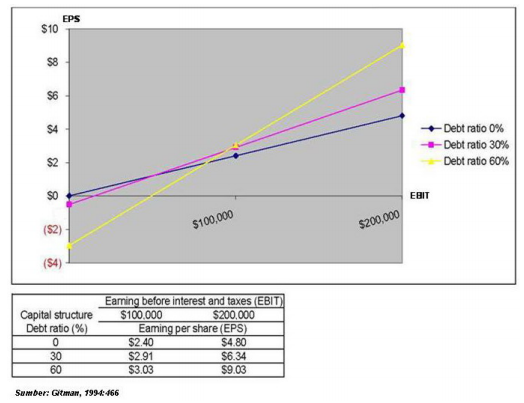 EPS
$10
$8
$6
$4
$2
$0
($2)
($4)
$100,000
$200,000
EBIT
Debt ratio 0%
Debt ratio 30%
Debt ratio 60%
Earning before interest and taxes (EBIT)
Capital structure $100,000 $200,000
Debt ratio (%) Earning per share (EPS)
0 $2.40 $4.80
30 $2.91 $6.34
60 $3.03 $9.03
Sumber: Gitman, 1994:466